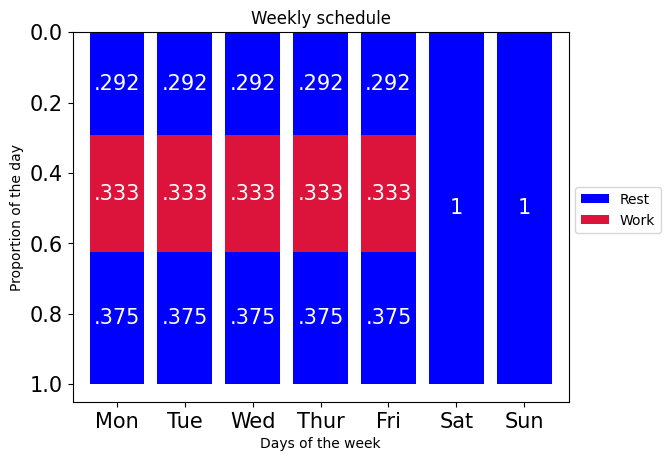 Weekly schedule
0.0
0.2
0.4
0.6
0.8
1.0
Proportion of the day
.292 .292 .292 .292 .292
.333 .333 .333 .333 .333
1 1
.375 .375 .375 .375 .375
Mon Tue Wed Thur Fri Sat Sun
Days of the week
Rest
Work